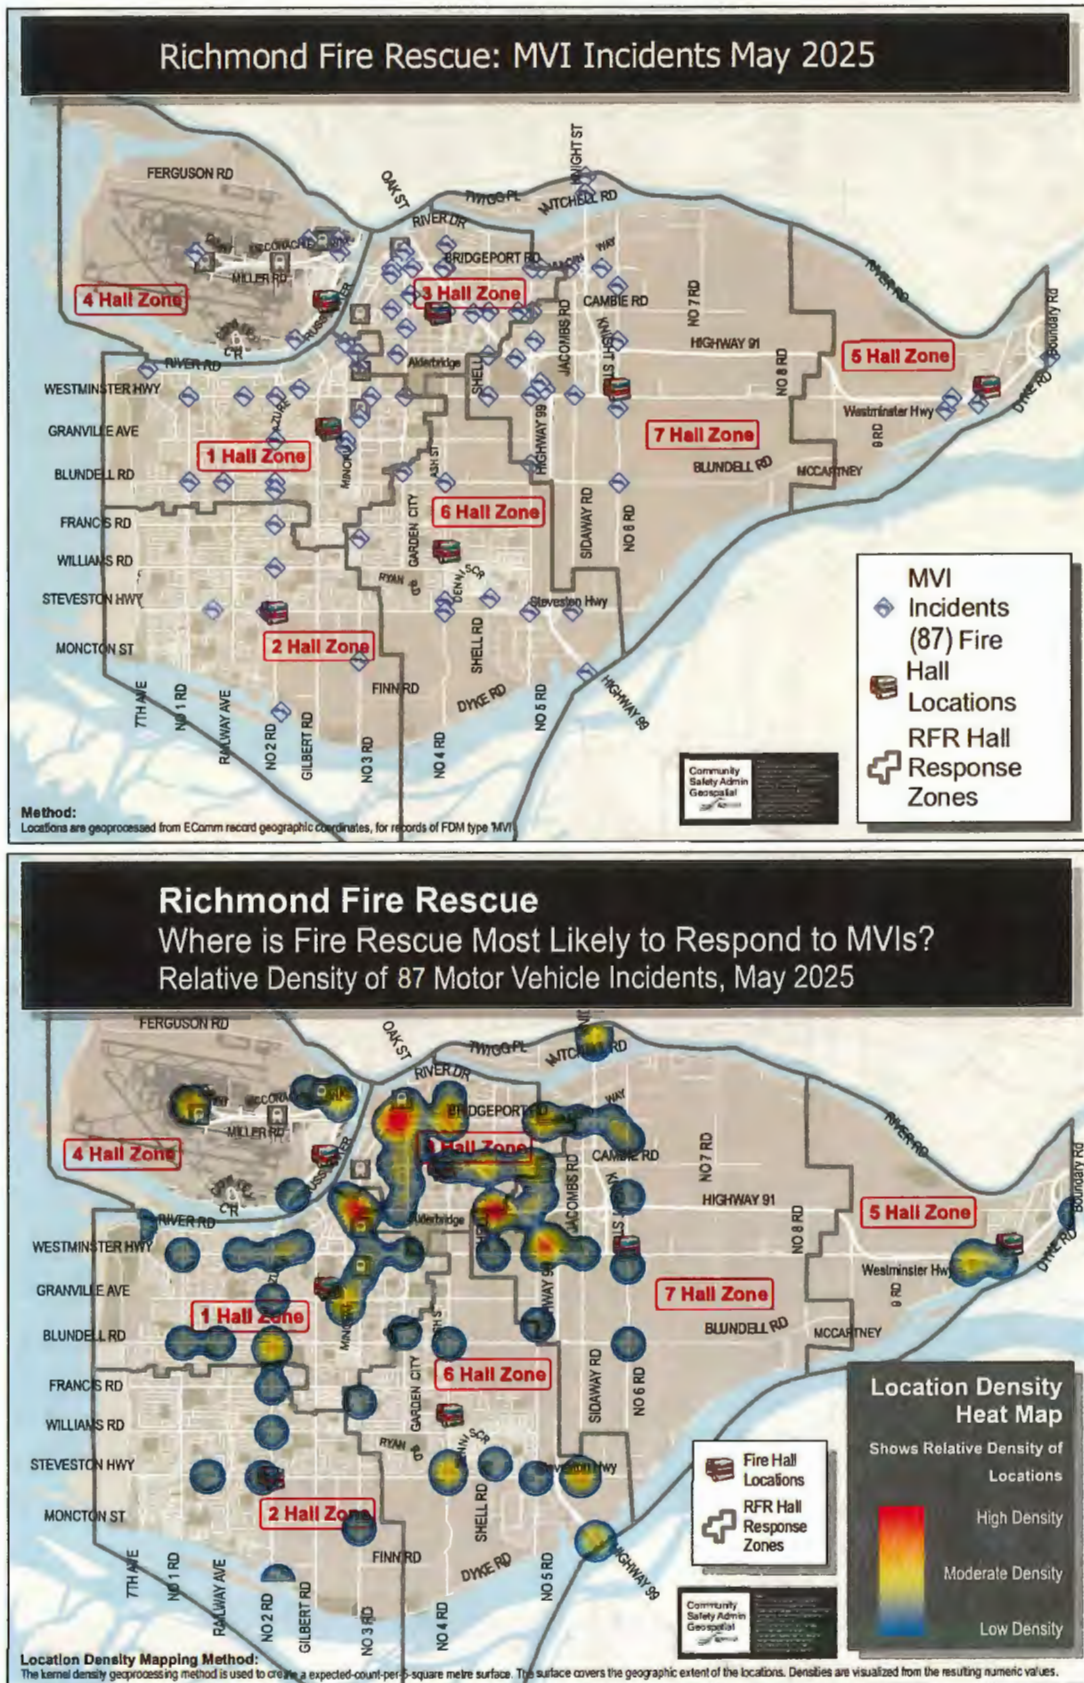 Richmond Fire Rescue: MVI Incidents May 2025
KNIGHT ST
FERGUSON RD
OAK ST
TWIGG PL
MITCHELL RD
RIVER DR
BRIDGEPORT RD
WAY
MILLER RD
4 Hall Zone
3 Hall Zone
CAMBIE RD
NO 7 RD
RIVER RD
Boundary Rd
RIVER RD
Alderbridge
SHELL
JACOMBS RD
HIGHWAY 91
NO 8 RD
5 Hall Zone
DYKE RD
WESTMINSTER HWY
AZURE
Westminster Hwy
GRANVILLE AVE
1 Hall Zone
MINORU
ASH ST
HIGHWAY 99
7 Hall Zone
9 RD
BLUNDELL RD
BLUNDELL RD
MCCARTNEY
6 Hall Zone
FRANCIS RD
GARDEN CITY
SIDAWAY RD
NO 6 RD
WILLIAMS RD
RYAN RD
DENNIS CR
STEVESTON HWY
Steveston Hwy
2 Hall Zone
MONCTON ST
SHELL RD
FINN RD
DYKE RD
HIGHWAY 99
7TH AVE
NO 1 RD
RAILWAY AVE
NO 2 RD
GILBERT RD
NO 3 RD
NO 4 RD
NO 5 RD
MVI
Incidents
(87) Fire
Hall
Locations
RFR Hall
Response
Zones
Community
Safety Admin
Geospatial
Method:
Locations are geoprocessed from EComm record geographic coordinates, for records of FDM type 'MVI'
Richmond Fire Rescue
Where is Fire Rescue Most Likely to Respond to MVIs?
Relative Density of 87 Motor Vehicle Incidents, May 2025
FERGUSON RD
OAK ST
TWIGG PL
MITCHELL RD
RIVER DR
BRIDGEPORT RD
WAY
MILLER RD
4 Hall Zone
Hall Zone
CAMBIE RD
NO 7 RD
RIVER RD
Boundary Rd
RIVER RD
Alderbridge
JACOMBS RD
HIGHWAY 91
NO 8 RD
5 Hall Zone
DYKE RD
WESTMINSTER HWY
Westminster Hwy
GRANVILLE AVE
1 Hall Zone
7 Hall Zone
9 RD
BLUNDELL RD
BLUNDELL RD
MCCARTNEY
6 Hall Zone
FRANCIS RD
GARDEN CITY
SIDAWAY RD
NO 6 RD
WILLIAMS RD
RYAN RD
STEVESTON HWY
2 Hall Zone
MONCTON ST
SHELL RD
FINN RD
DYKE RD
HIGHWAY 99
7TH AVE
NO 1 RD
RAILWAY AVE
NO 2 RD
GILBERT RD
NO 3 RD
NO 4 RD
NO 5 RD
Fire Hall
Locations
RFR Hall
Response
Zones
Community
Safety Admin
Geospatial
Location Density
Heat Map
Shows Relative Density of
Locations
High Density
Moderate Density
Low Density
Location Density Mapping Method:
The kernel density geoprocessing method is used to create a expected-count-per-5-square metre surface. The surface covers the geographic extent of the locations. Densities are visualized from the resulting numeric values.